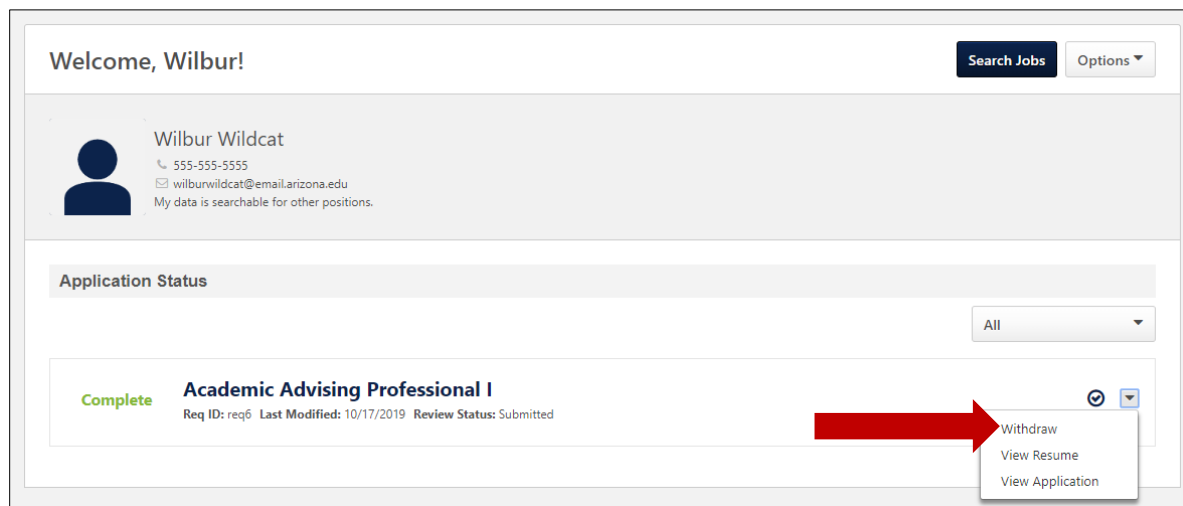 Welcome, Wilbur!
Search Jobs
Options
Wilbur Wildcat
555-555-5555
wilburwildcat@email.arizona.edu
My data is searchable for other positions.
Application Status
All
Complete
Academic Advising Professional I
Req ID: req6 Last Modified: 10/17/2019 Review Status: Submitted
Withdraw
View Resume
View Application